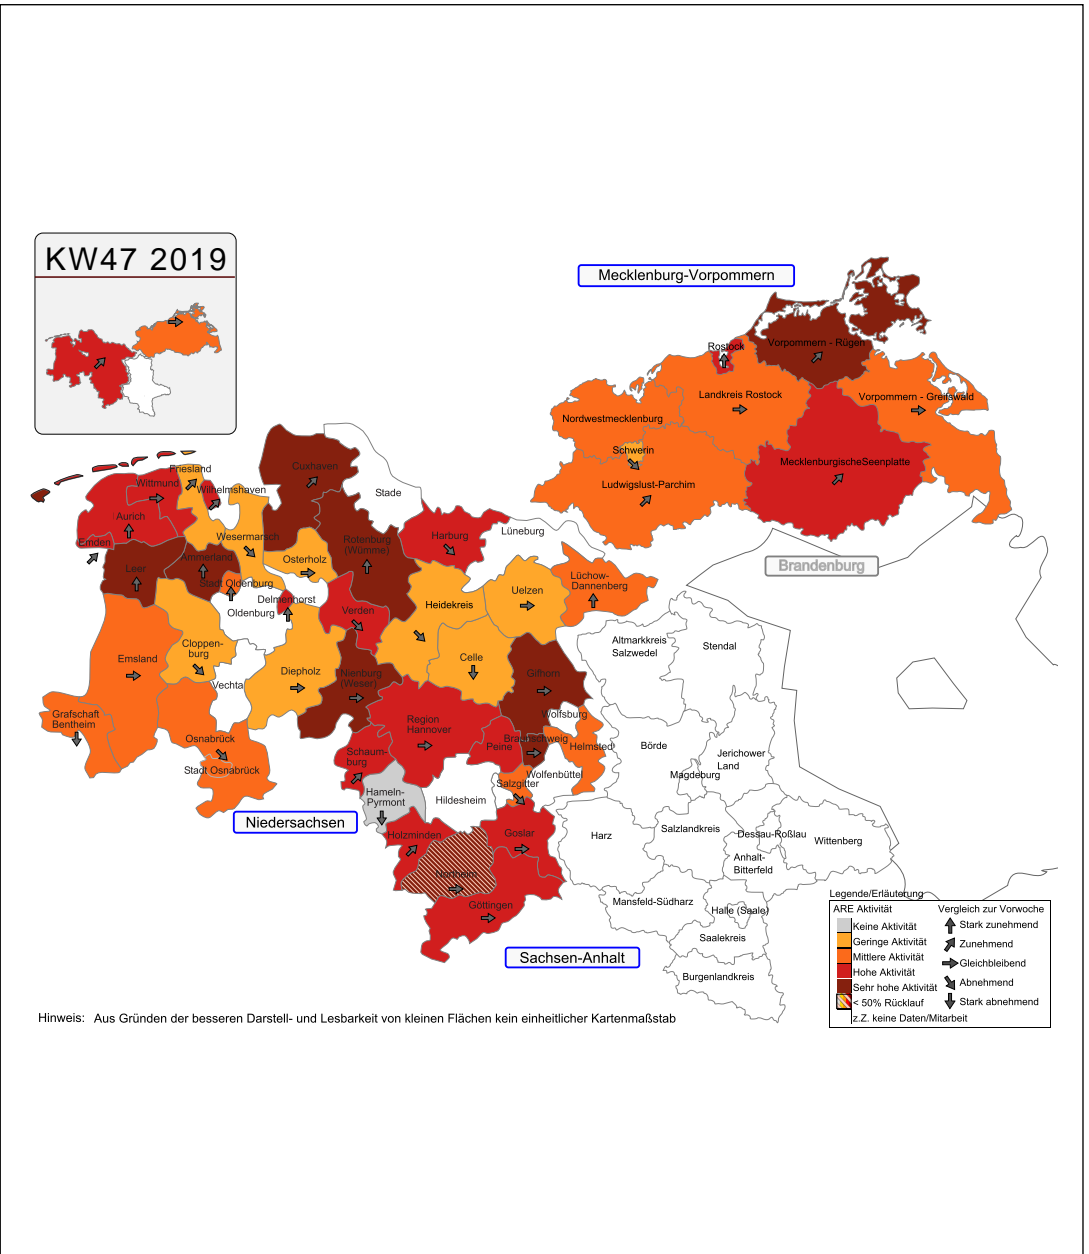 KW47 2019
Mecklenburg-Vorpommern
Rostock
Vorpommern - Rügen
Landkreis Rostock
Vorpommern - Greifswald
Nordwestmecklenburg
Schwerin
MecklenburgischeSeenplatte
Ludwigslust-Parchim
Brandenburg
Cuxhaven
Friesland
Wittmund
Wilhelmshaven
Stade
Aurich
Lüneburg
Emden
Wesermarsch
Rotenburg
(Wümme)
Harburg
Ammerland
Leer
Osterholz
Stadt Oldenburg
Delmenhorst
Oldenburg
Verden
Heidekreis
Uelzen
Lüchow-
Dannenberg
Cloppen-
burg
Emsland
Vechta
Diepholz
Nienburg
(Weser)
Celle
Gifhorn
Altmarkkreis
Salzwedel
Stendal
Grafschaft
Bentheim
Osnabrück
Stadt Osnabrück
Region
Hannover
Wolfsburg
Braunschweig
Peine
Helmsted
Schaum-
burg
Börde
Jerichower
Land
Magdeburg
Wolfenbüttel
Salzgitter
Hameln-
Pyrmont
Hildesheim
Niedersachsen
Holzminden
Goslar
Harz
Salzlandkreis
Dessau-Roßlau
Wittenberg
Anhalt-
Bitterfeld
Northeim
Göttingen
Mansfeld-Südharz
Halle (Saale)
Saalekreis
Burgenlandkreis
Sachsen-Anhalt
Legende/Erläuterung
ARE Aktivität
Keine Aktivität
Geringe Aktivität
Mittlere Aktivität
Hohe Aktivität
Sehr hohe Aktivität
< 50% Rücklauf
z.Z. keine Daten/Mitarbeit
Vergleich zur Vorwoche
Stark zunehmend
Zunehmend
Gleichbleibend
Abnehmend
Stark abnehmend
Hinweis: Aus Gründen der besseren Darstell- und Lesbarkeit von kleinen Flächen kein einheitlicher Kartenmaßstab